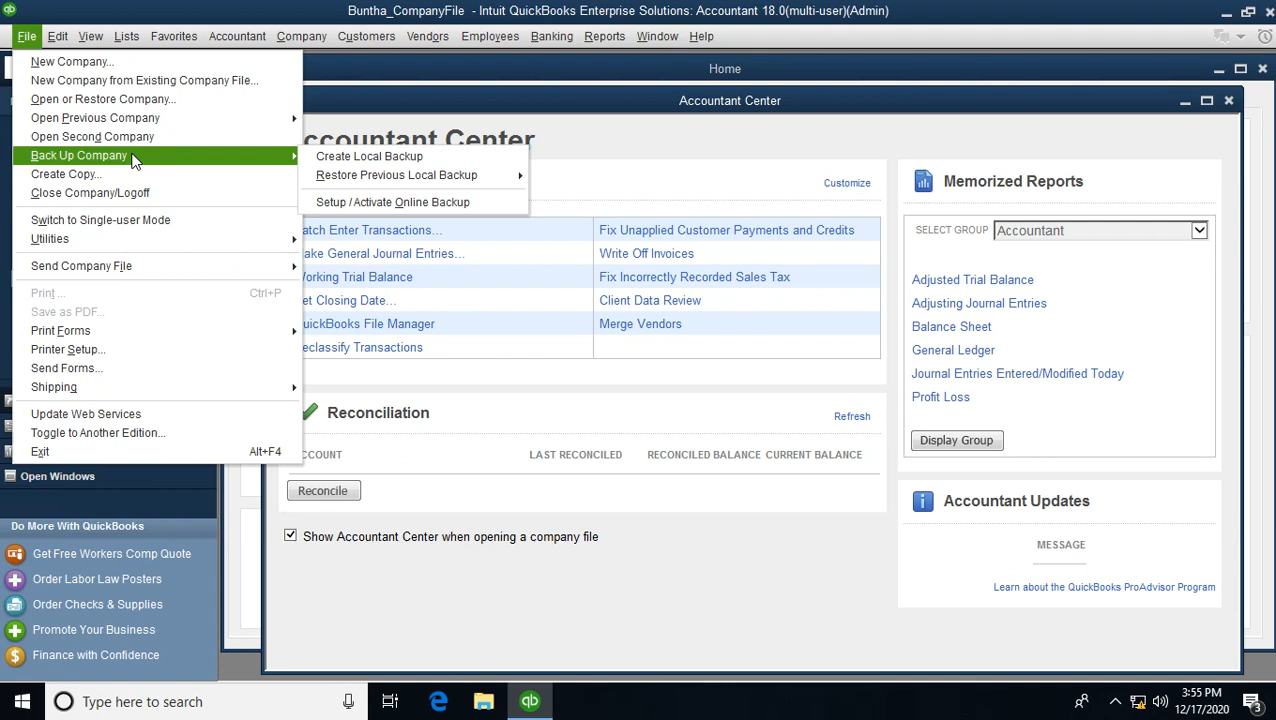 Buntha_CompanyFile - Intuit QuickBooks Enterprise Solutions: Accountant 18.0(multi-user)(Admin)
File Edit View Lists Favorites Accountant Company Customers Vendors Employees Banking Reports Window Help
Home
Accountant Center
New Company...
New Company from Existing Company File...
Open or Restore Company...
Open Previous Company
Open Second Company
Back Up Company
Create Copy...
Close Company/Logoff
Switch to Single-user Mode
Utilities
Send Company File
Print ... Ctrl+P
Save as PDF...
Print Forms
Printer Setup...
Send Forms...
Shipping
Update Web Services
Toggle to Another Edition...
Exit Alt+F4
Create Local Backup
Restore Previous Local Backup
Setup / Activate Online Backup
ccountant Center
Customize
atch Enter Transactions...
ake General Journal Entries...
orking Trial Balance
et Closing Date...
uickBooks File Manager
eclassify Transactions
Fix Unapplied Customer Payments and Credits
Write Off Invoices
Fix Incorrectly Recorded Sales Tax
Client Data Review
Merge Vendors
Reconciliation
Refresh
CCOUNT LAST RECONCILED RECONCILED BALANCE CURRENT BALANCE
Reconcile
Show Accountant Center when opening a company file
Memorized Reports
SELECT GROUP Accountant
Adjusted Trial Balance
Adjusting Journal Entries
Balance Sheet
General Ledger
Journal Entries Entered/Modified Today
Profit Loss
Display Group
Accountant Updates
MESSAGE
Learn about the QuickBooks ProAdvisor Program
Open Windows
Do More With QuickBooks
Get Free Workers Comp Quote
Order Labor Law Posters
Order Checks & Supplies
Promote Your Business
Finance with Confidence
Type here to search
qb
3:55 PM
12/17/2020
3